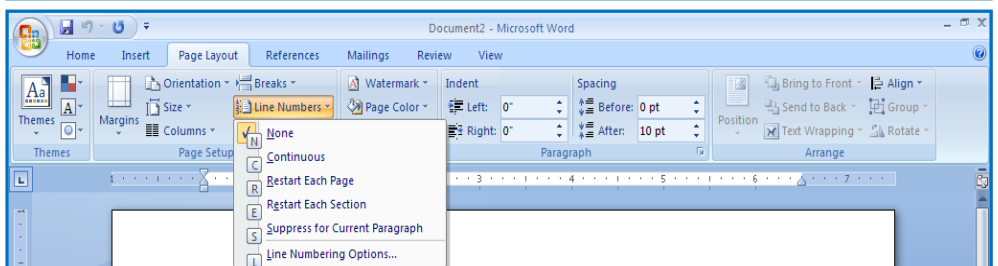 Document2 - Microsoft Word
Home Insert Page Layout References Mailings Review View
Aa Themes
Margins
Orientation
Size
Columns
Breaks
Line Numbers
Watermark
Page Color
Indent
Left: 0"
Right: 0"
Spacing
Before: 0 pt
After: 10 pt
Position
Bring to Front
Send to Back
Text Wrapping
Align
Group
Rotate
Themes Page Setup Paragraph Arrange
N None
C Continuous
R Restart Each Page
E Restart Each Section
S Suppress for Current Paragraph
L Line Numbering Options...
L 1 3 4 5 6 7